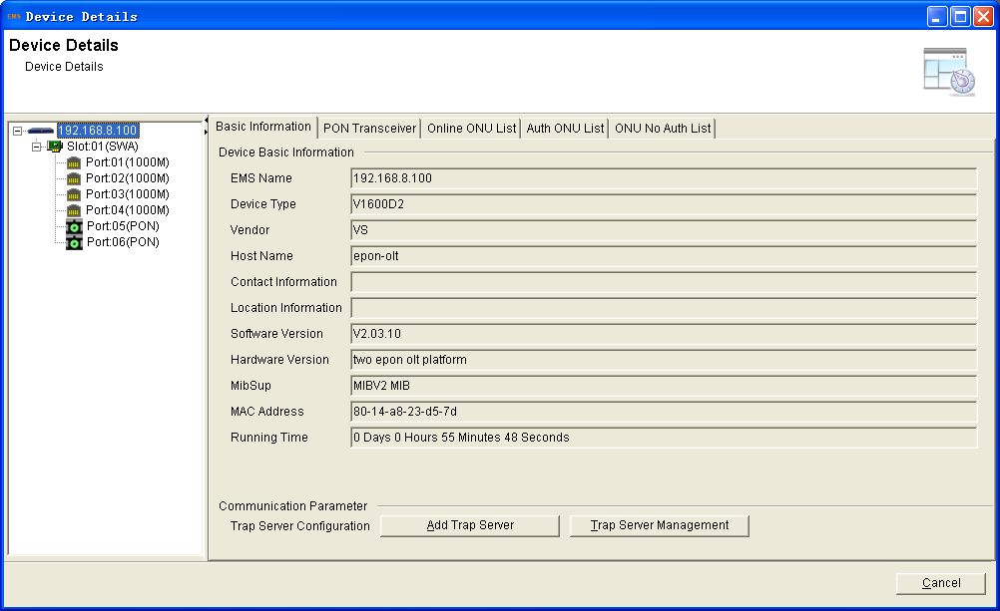 EMS Device Details
Device Details
Device Details
192.168.8.100
Slot:01(SWA)
Port:01(1000M)
Port:02(1000M)
Port:03(1000M)
Port:04(1000M)
Port:05(PON)
Port:06(PON)
Basic Information PON Transceiver Online ONU List Auth ONU List ONU No Auth List
Device Basic Information
EMS Name 192.168.8.100
Device Type V1600D2
Vendor VS
Host Name epon-olt
Contact Information
Location Information
Software Version V2.03.10
Hardware Version two epon olt platform
MibSup MIBV2 MIB
MAC Address 80-14-a8-23-d5-7d
Running Time 0 Days 0 Hours 55 Minutes 48 Seconds
Communication Parameter
Trap Server Configuration Add Trap Server Trap Server Management
Cancel